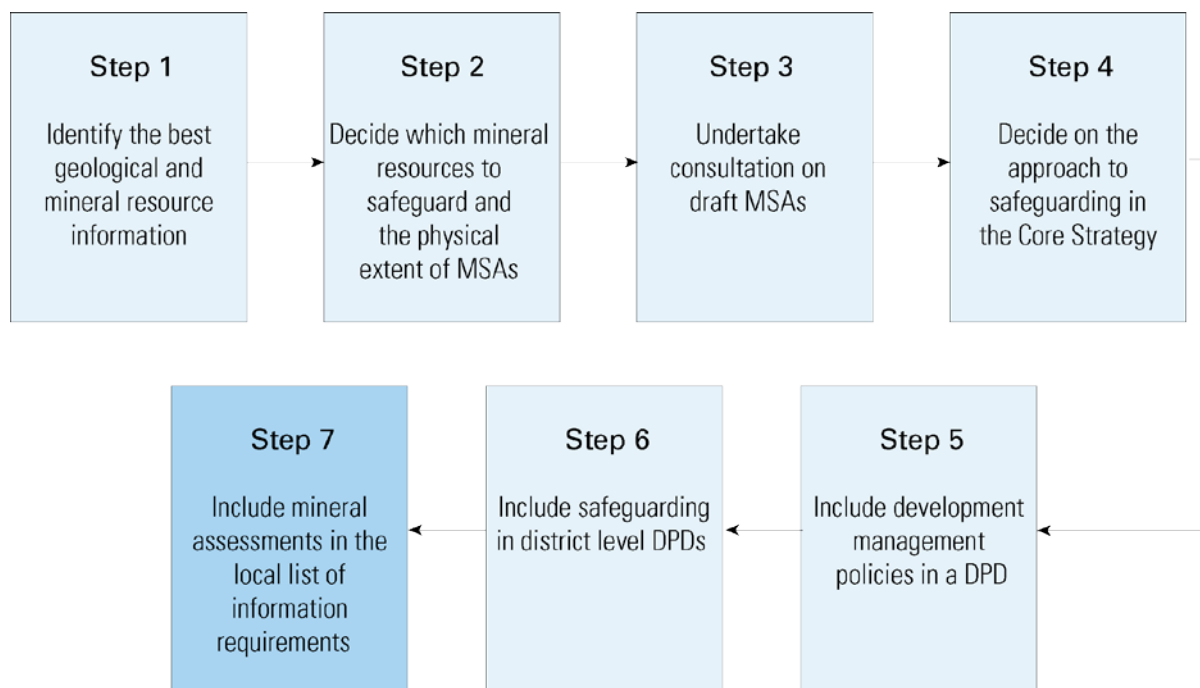 Step 1
Identify the best
geological and
mineral resource
information
Step 2
Decide which mineral
resources to
safeguard and
the physical
extent of MSAs
Step 3
Undertake
consultation on
draft MSAs
Step 4
Decide on the
approach to
safeguarding in
the Core Strategy
Step 5
Include development
management
policies in a DPD
Step 6
Include safeguarding
in district level DPDs
Step 7
Include mineral
assessments in the
local list of
information
requirements